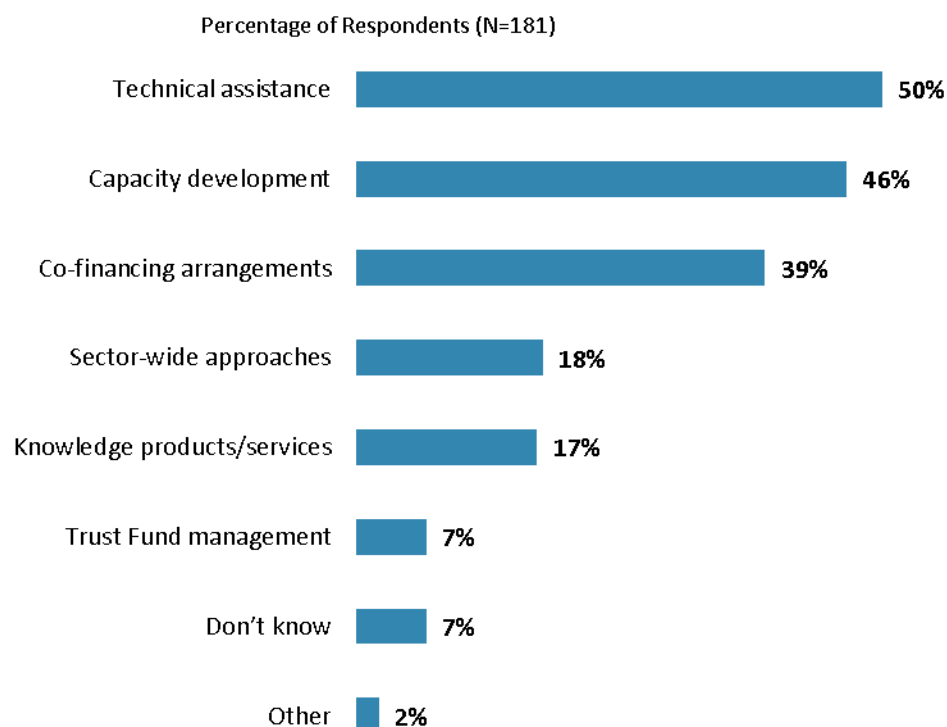 Percentage of Respondents (N=181)
Technical assistance 50%
Capacity development 46%
Co-financing arrangements 39%
Sector-wide approaches 18%
Knowledge products/services 17%
Trust Fund management 7%
Don’t know 7%
Other 2%